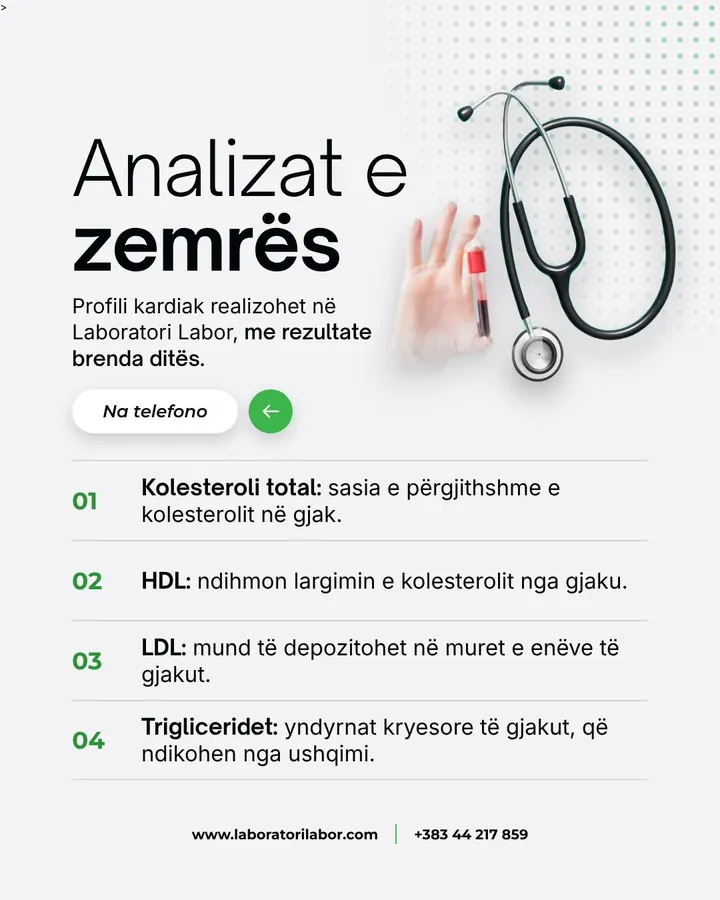 >
Analizat e
zemrës
Profili kardiak realizohet në
Laboratori Labor, me rezultate
brenda ditës.
Na telefono
01
Kolesteroli total: sasia e përgjithshme e
kolesterolit në gjak.
02
HDL: ndihmon largimin e kolesterolit nga gjaku.
03
LDL: mund të depozitohet në muret e enëve të
gjakut.
04
Trigliceridet: yndyrnat kryesore të gjakut, që
ndikohen nga ushqimi.
www.laboratorilabor.com | +383 44 217 859